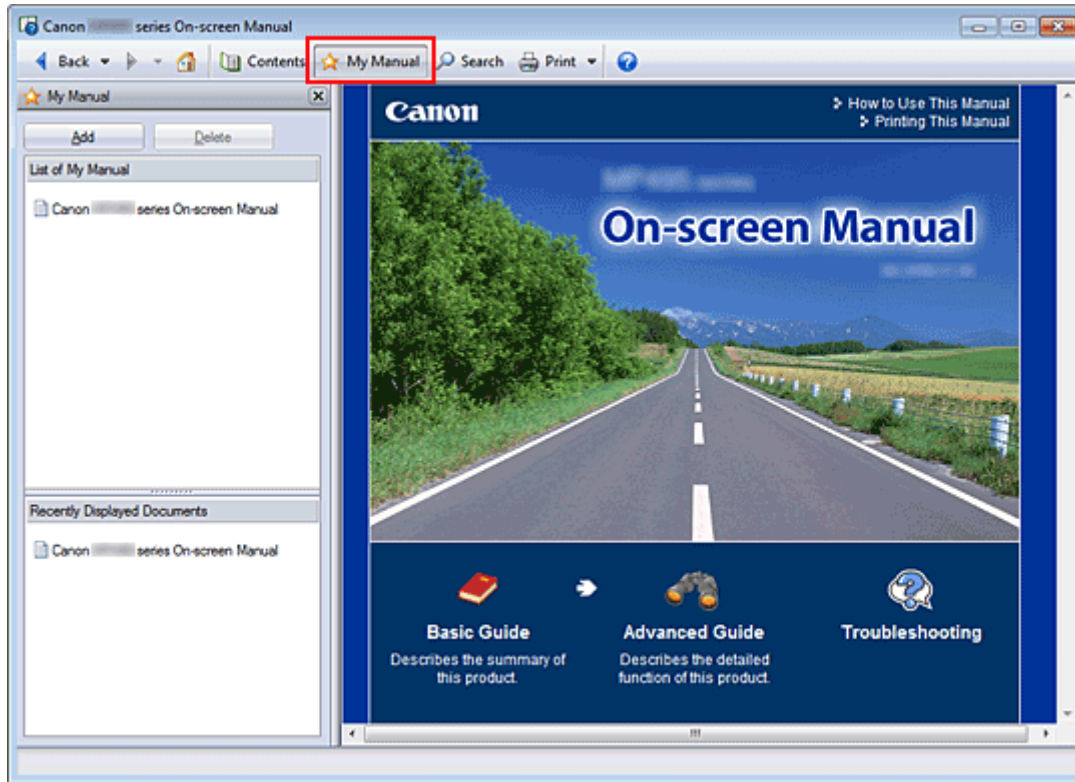 Canon series On-screen Manual
Back Contents My Manual Search Print
My Manual
Add Delete
List of My Manual
Canon series On-screen Manual
Recently Displayed Documents
Canon series On-screen Manual
Canon
How to Use This Manual
Printing This Manual
series
On-screen Manual
Basic Guide
Describes the summary of
this product.
Advanced Guide
Describes the detailed
function of this product.
Troubleshooting